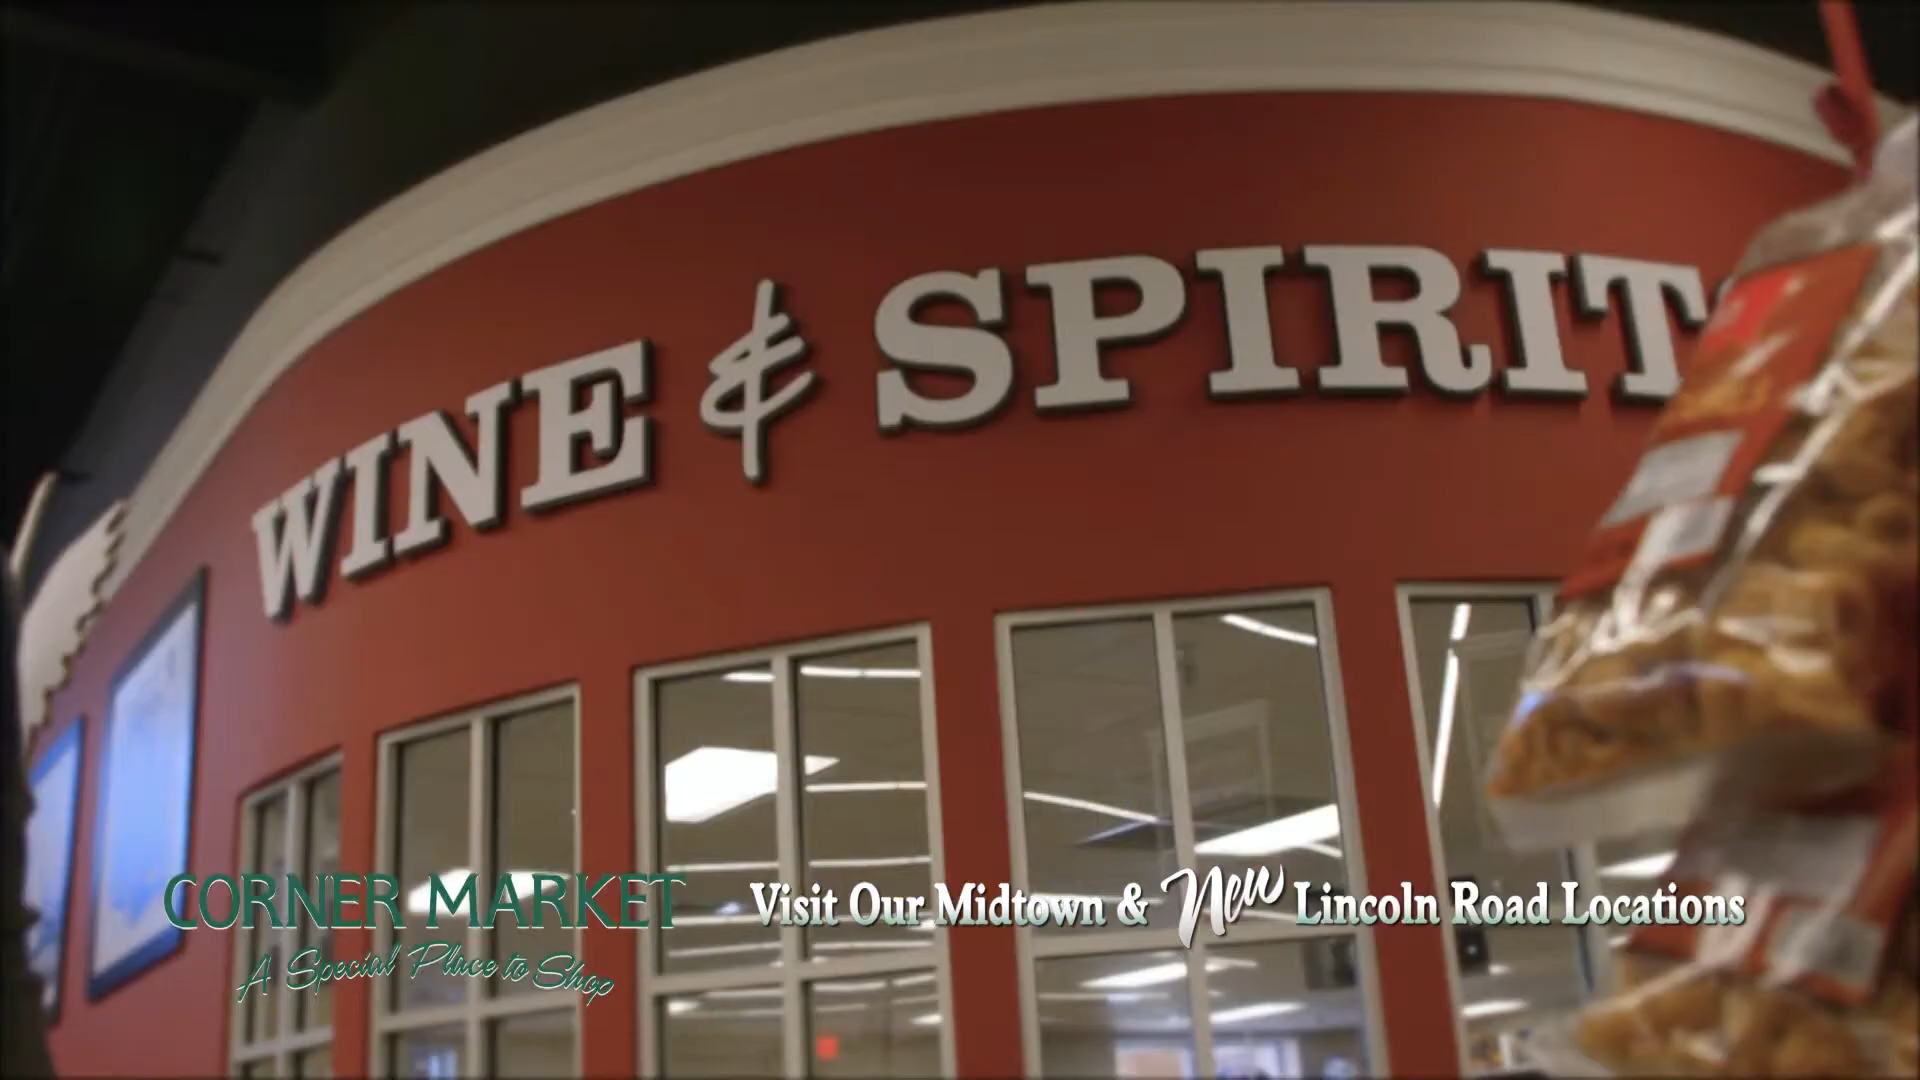 WINE & SPIRIT
CORNER MARKET
A Special Place to Shop
Visit Our Midtown & New Lincoln Road Locations